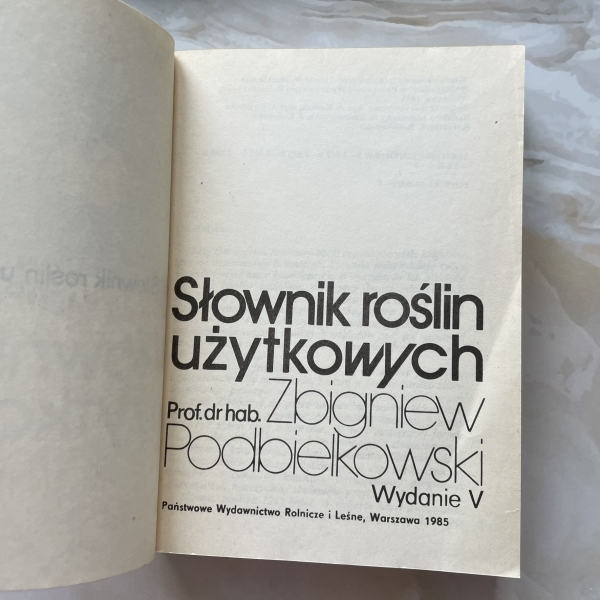 Słownik roślin
użytkowych
Prof. dr hab. Zbigniew
Podbielkowski
Wydanie V
Państwowe Wydawnictwo Rolnicze i Leśne, Warszawa 1985